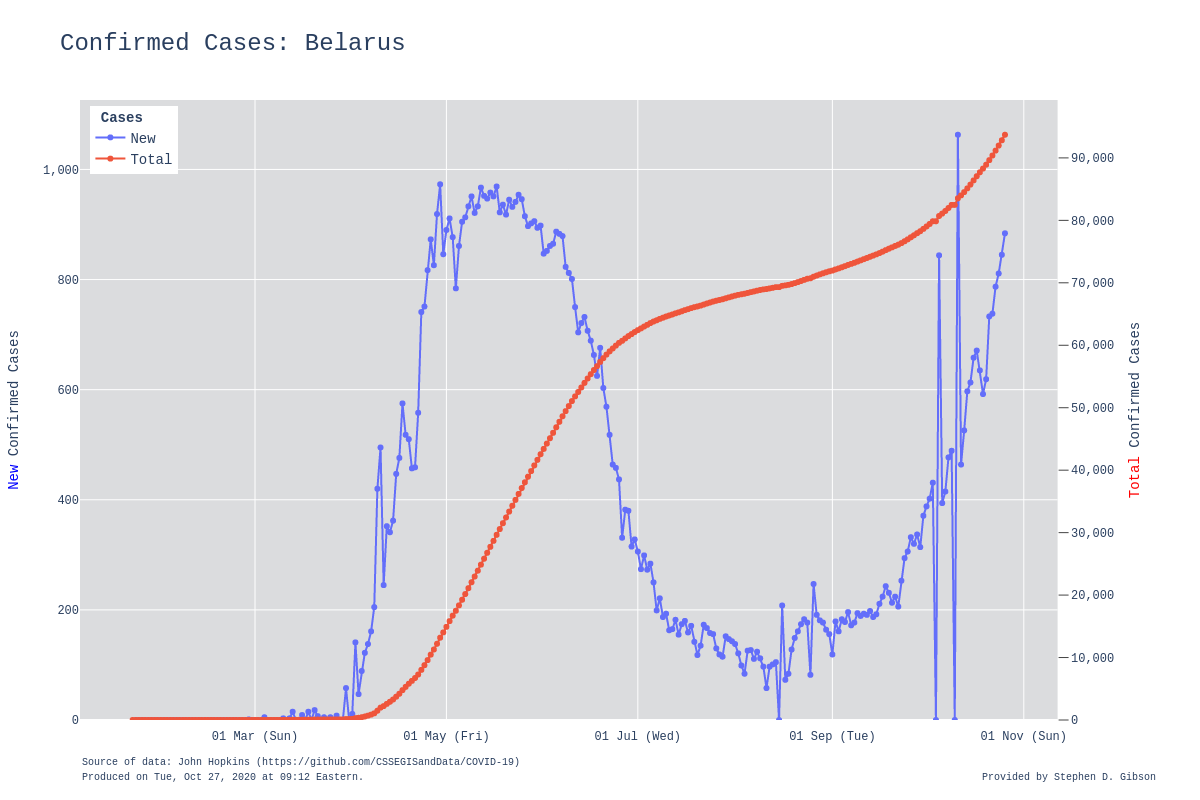 Confirmed Cases: Belarus
Cases
New
Total
1,000
800
600
400
200
0
90,000
80,000
70,000
60,000
50,000
40,000
30,000
20,000
10,000
0
New Confirmed Cases
Total Confirmed Cases
01 Mar (Sun)
01 May (Fri)
01 Jul (Wed)
01 Sep (Tue)
01 Nov (Sun)
Source of data: John Hopkins (https://github.com/CSSEGISandData/COVID-19)
Produced on Tue, Oct 27, 2020 at 09:12 Eastern.
Provided by Stephen D. Gibson